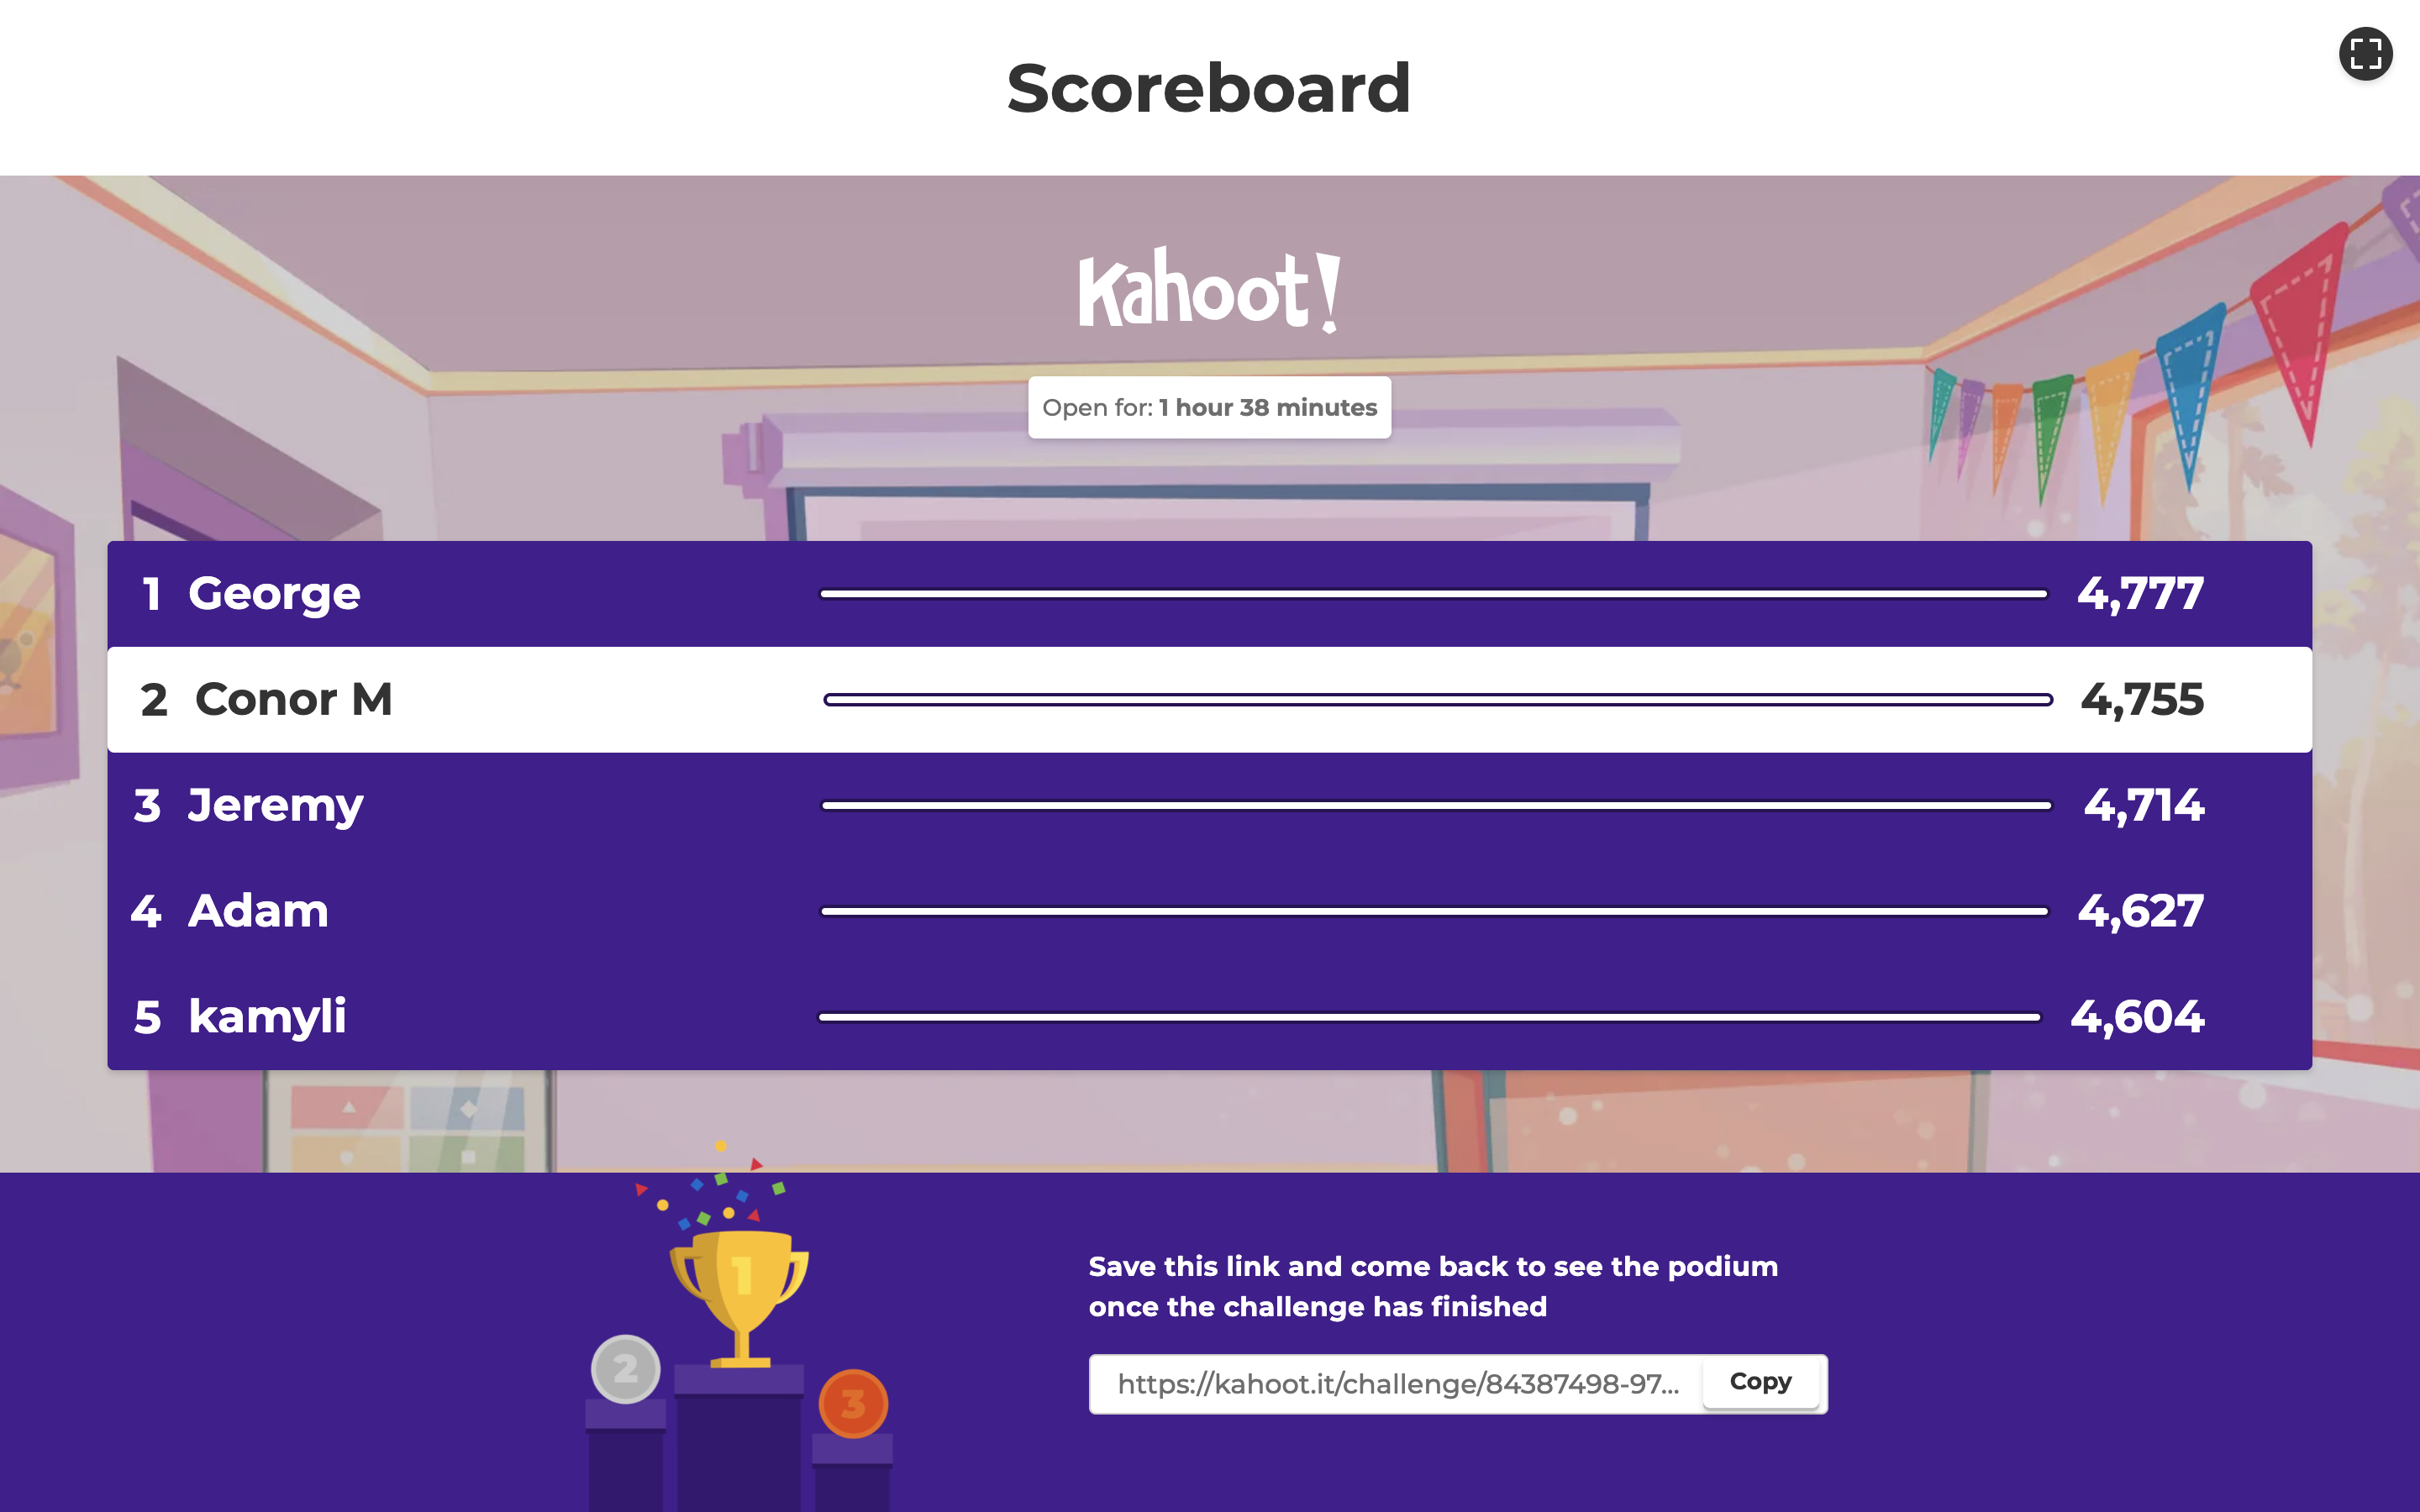 Scoreboard
Kahoot!
Open for: 1 hour 38 minutes
1 George 4,777
2 Conor M 4,755
3 Jeremy 4,714
4 Adam 4,627
5 kamyli 4,604
1
2
3
Save this link and come back to see the podium
once the challenge has finished
https://kahoot.it/challenge/84387498-97... Copy